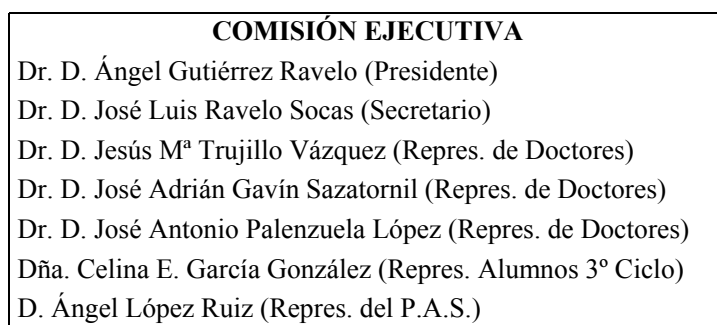 COMISIÓN EJECUTIVA
Dr. D. Ángel Gutiérrez Ravelo (Presidente)
Dr. D. José Luis Ravelo Socas (Secretario)
Dr. D. Jesús Mª Trujillo Vázquez (Repres. de Doctores)
Dr. D. José Adrián Gavín Sazatornil (Repres. de Doctores)
Dr. D. José Antonio Palenzuela López (Repres. de Doctores)
Dña. Celina E. García González (Repres. Alumnos 3º Ciclo)
D. Ángel López Ruiz (Repres. del P.A.S.)